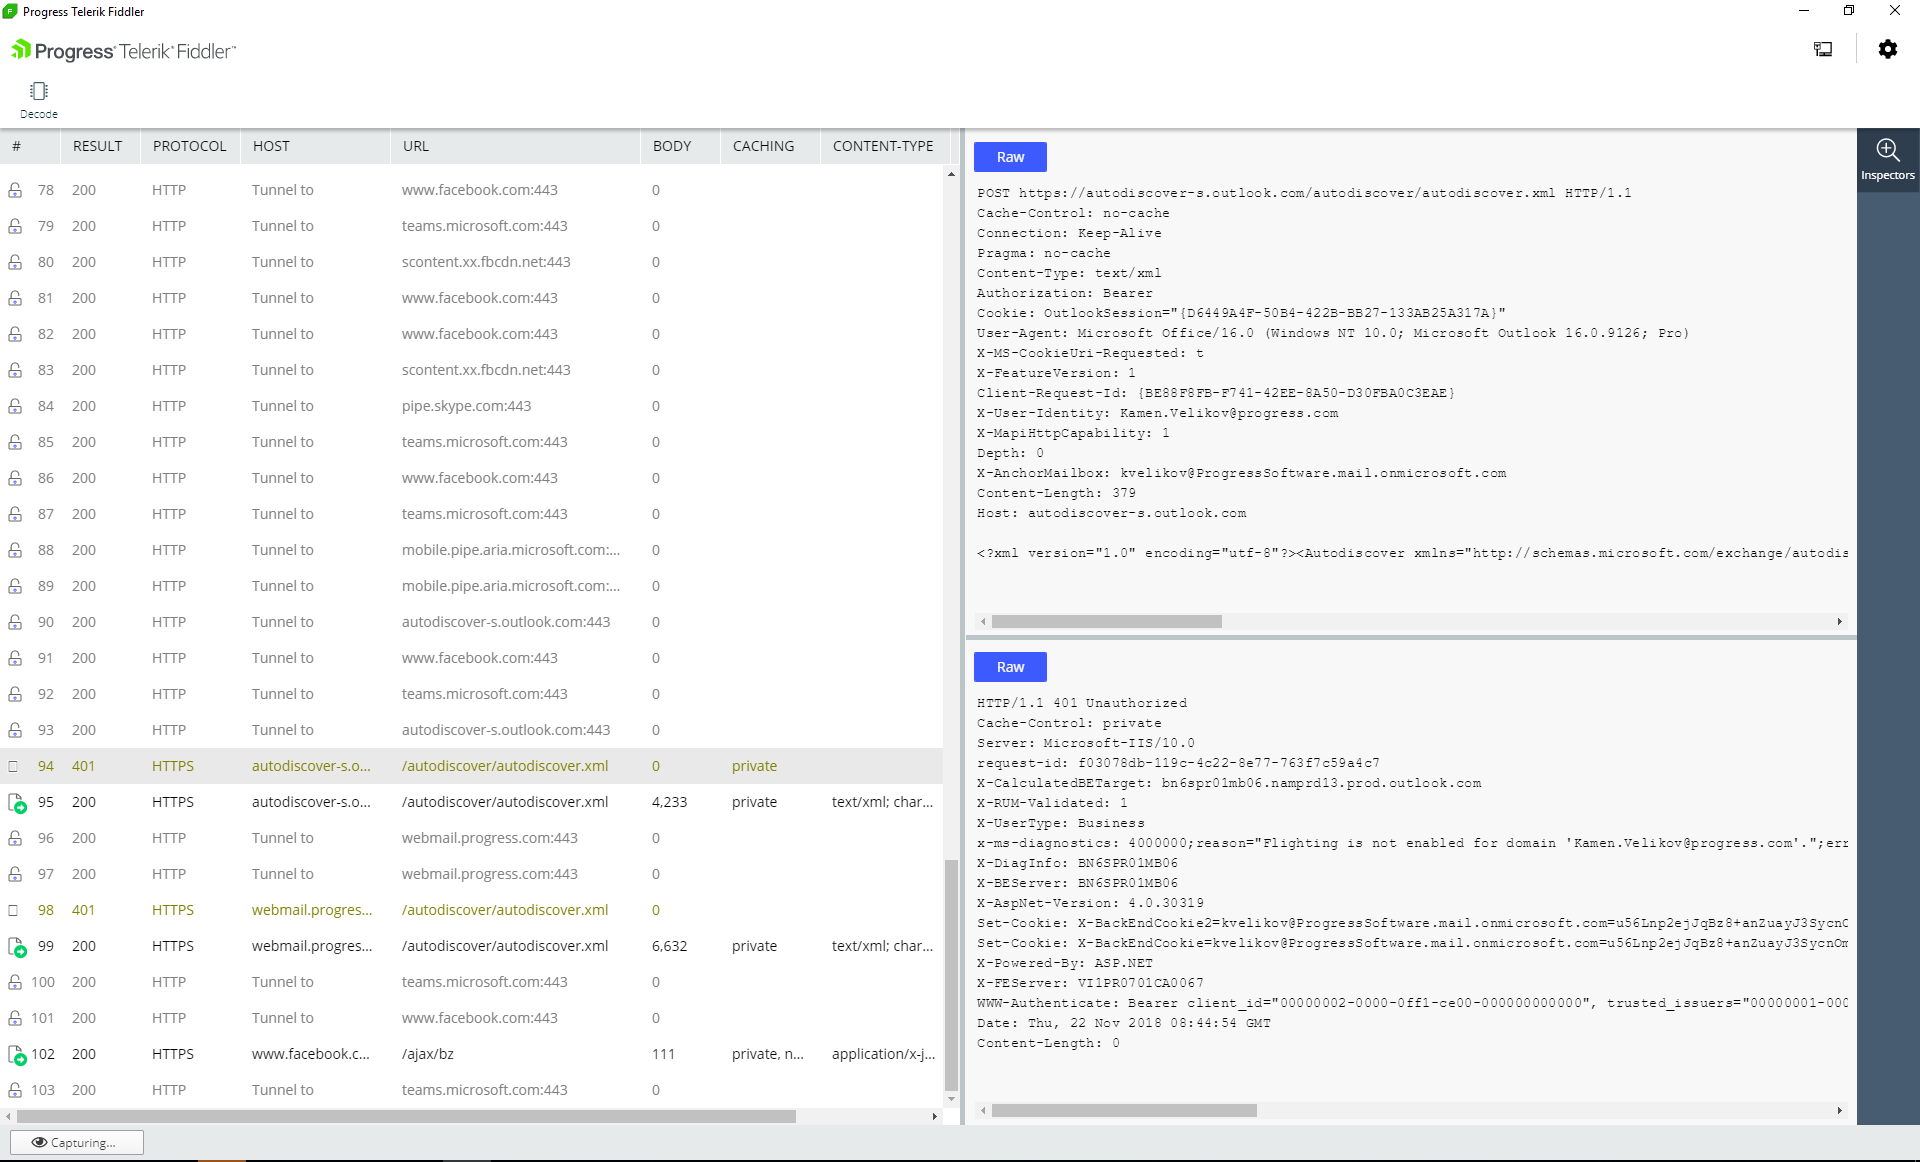 Progress Telerik Fiddler
Progress Telerik Fiddler
Decode
# RESULT PROTOCOL HOST URL BODY CACHING CONTENT-TYPE
78 200 HTTP Tunnel to www.facebook.com:443 0
79 200 HTTP Tunnel to teams.microsoft.com:443 0
80 200 HTTP Tunnel to scontent.xx.fbcdn.net:443 0
81 200 HTTP Tunnel to www.facebook.com:443 0
82 200 HTTP Tunnel to www.facebook.com:443 0
83 200 HTTP Tunnel to scontent.xx.fbcdn.net:443 0
84 200 HTTP Tunnel to pipe.skype.com:443 0
85 200 HTTP Tunnel to teams.microsoft.com:443 0
86 200 HTTP Tunnel to www.facebook.com:443 0
87 200 HTTP Tunnel to teams.microsoft.com:443 0
88 200 HTTP Tunnel to mobile.pipe.aria.microsoft.com:... 0
89 200 HTTP Tunnel to mobile.pipe.aria.microsoft.com:... 0
90 200 HTTP Tunnel to autodiscover-s.outlook.com:443 0
91 200 HTTP Tunnel to www.facebook.com:443 0
92 200 HTTP Tunnel to teams.microsoft.com:443 0
93 200 HTTP Tunnel to autodiscover-s.outlook.com:443 0
94 401 HTTPS autodiscover-s.o... /autodiscover/autodiscover.xml 0 private
95 200 HTTPS autodiscover-s.o... /autodiscover/autodiscover.xml 4,233 private text/xml; char...
96 200 HTTP Tunnel to webmail.progress.com:443 0
97 200 HTTP Tunnel to webmail.progress.com:443 0
98 401 HTTPS webmail.progres... /autodiscover/autodiscover.xml 0
99 200 HTTPS webmail.progres... /autodiscover/autodiscover.xml 6,632 private text/xml; char...
100 200 HTTP Tunnel to teams.microsoft.com:443 0
101 200 HTTP Tunnel to www.facebook.com:443 0
102 200 HTTPS www.facebook.c... /ajax/bz 111 private, n... application/x-j...
103 200 HTTP Tunnel to teams.microsoft.com:443 0
Capturing...
Raw
POST https://autodiscover-s.outlook.com/autodiscover/autodiscover.xml HTTP/1.1
Cache-Control: no-cache
Connection: Keep-Alive
Pragma: no-cache
Content-Type: text/xml
Authorization: Bearer
Cookie: OutlookSession="{D6449A4F-50B4-422B-BB27-133AB25A317A}"
User-Agent: Microsoft Office/16.0 (Windows NT 10.0; Microsoft Outlook 16.0.9126; Pro)
X-MS-CookieUri-Requested: t
X-FeatureVersion: 1
Client-Request-Id: {BE88F8FB-F741-42EE-8A50-D30FBA0C3EAE}
X-User-Identity: Kamen.Velikov@progress.com
X-MapiHttpCapability: 1
Depth: 0
X-AnchorMailbox: kvelikov@ProgressSoftware.mail.onmicrosoft.com
Content-Length: 379
Host: autodiscover-s.outlook.com
<?xml version="1.0" encoding="utf-8"?><Autodiscover xmlns="http://schemas.microsoft.com/exchange/autodis
Raw
HTTP/1.1 401 Unauthorized
Cache-Control: private
Server: Microsoft-IIS/10.0
request-id: f03078db-119c-4c22-8e77-763f7c59a4c7
X-CalculatedBETarget: bn6spr01mb06.namprd13.prod.outlook.com
X-RUM-Validated: 1
X-UserType: Business
x-ms-diagnostics: 4000000;reason="Flighting is not enabled for domain 'Kamen.Velikov@progress.com'.";err
X-DiagInfo: BN6SPR01MB06
X-BEServer: BN6SPR01MB06
X-AspNet-Version: 4.0.30319
Set-Cookie: X-BackEndCookie2=kvelikov@ProgressSoftware.mail.onmicrosoft.com=u56Lnp2ejJqBz8+anZuayJ3SycnO
Set-Cookie: X-BackEndCookie=kvelikov@ProgressSoftware.mail.onmicrosoft.com=u56Lnp2ejJqBz8+anZuayJ3SycnOm
X-Powered-By: ASP.NET
X-FEServer: VI1PR0701CA0067
WWW-Authenticate: Bearer client_id="00000002-0000-0ff1-ce00-000000000000", trusted_issuers="00000001-000
Date: Thu, 22 Nov 2018 08:44:54 GMT
Content-Length: 0
Inspectors